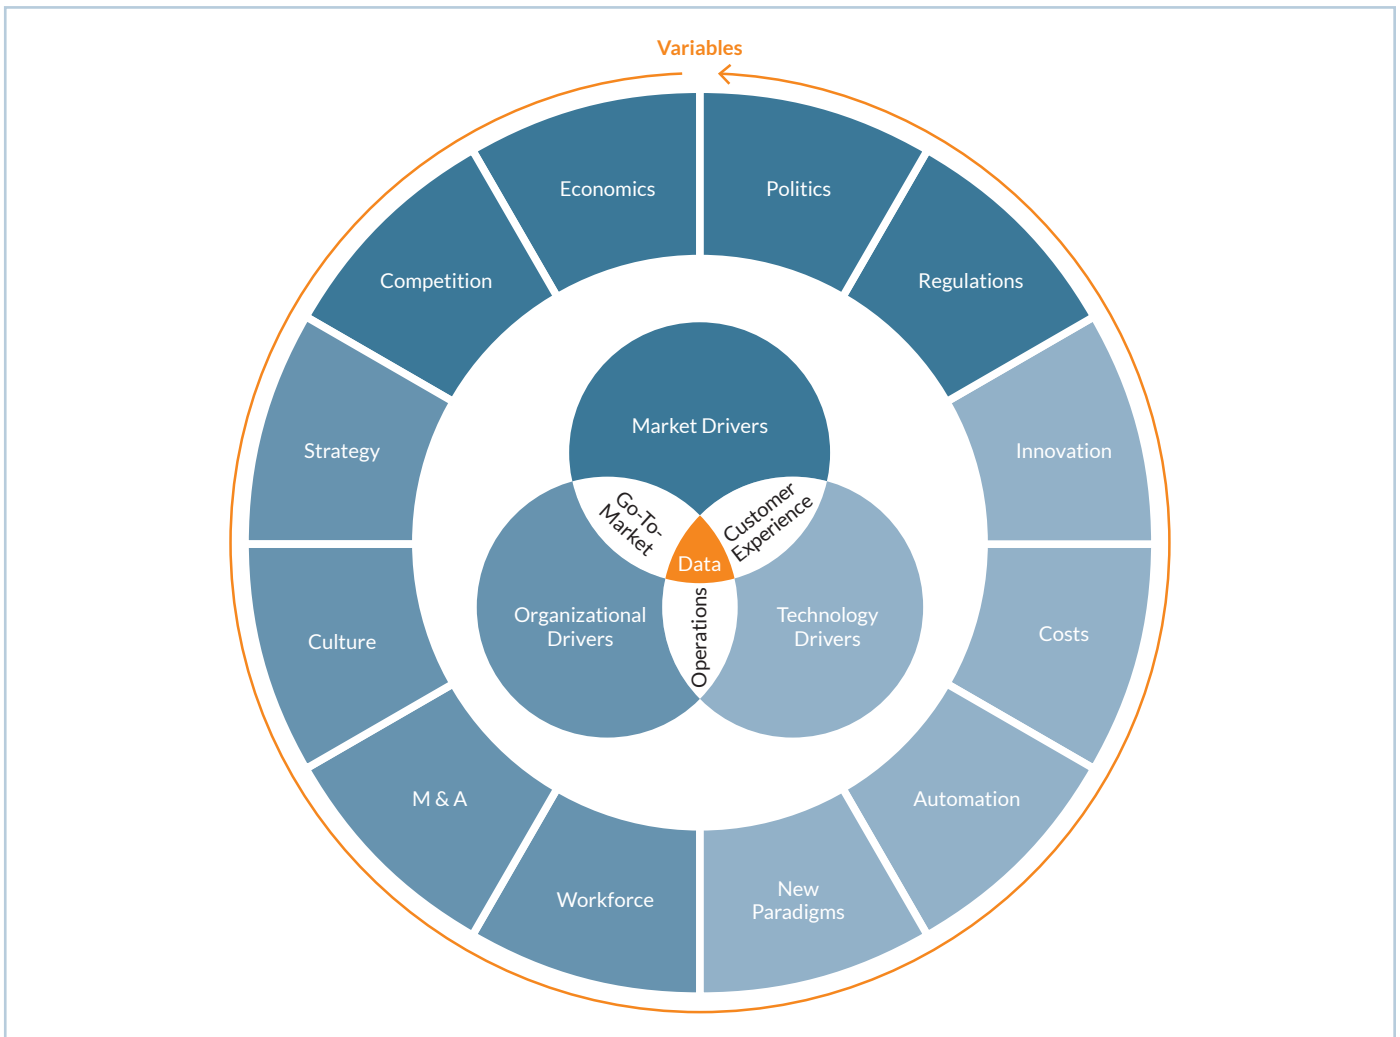 Variables
Economics
Politics
Competition
Regulations
Strategy
Innovation
Market Drivers
Go-To-
Market
Customer
Experience
Data
Organizational
Drivers
Operations
Technology
Drivers
Culture
Costs
M & A
Automation
Workforce
New
Paradigms